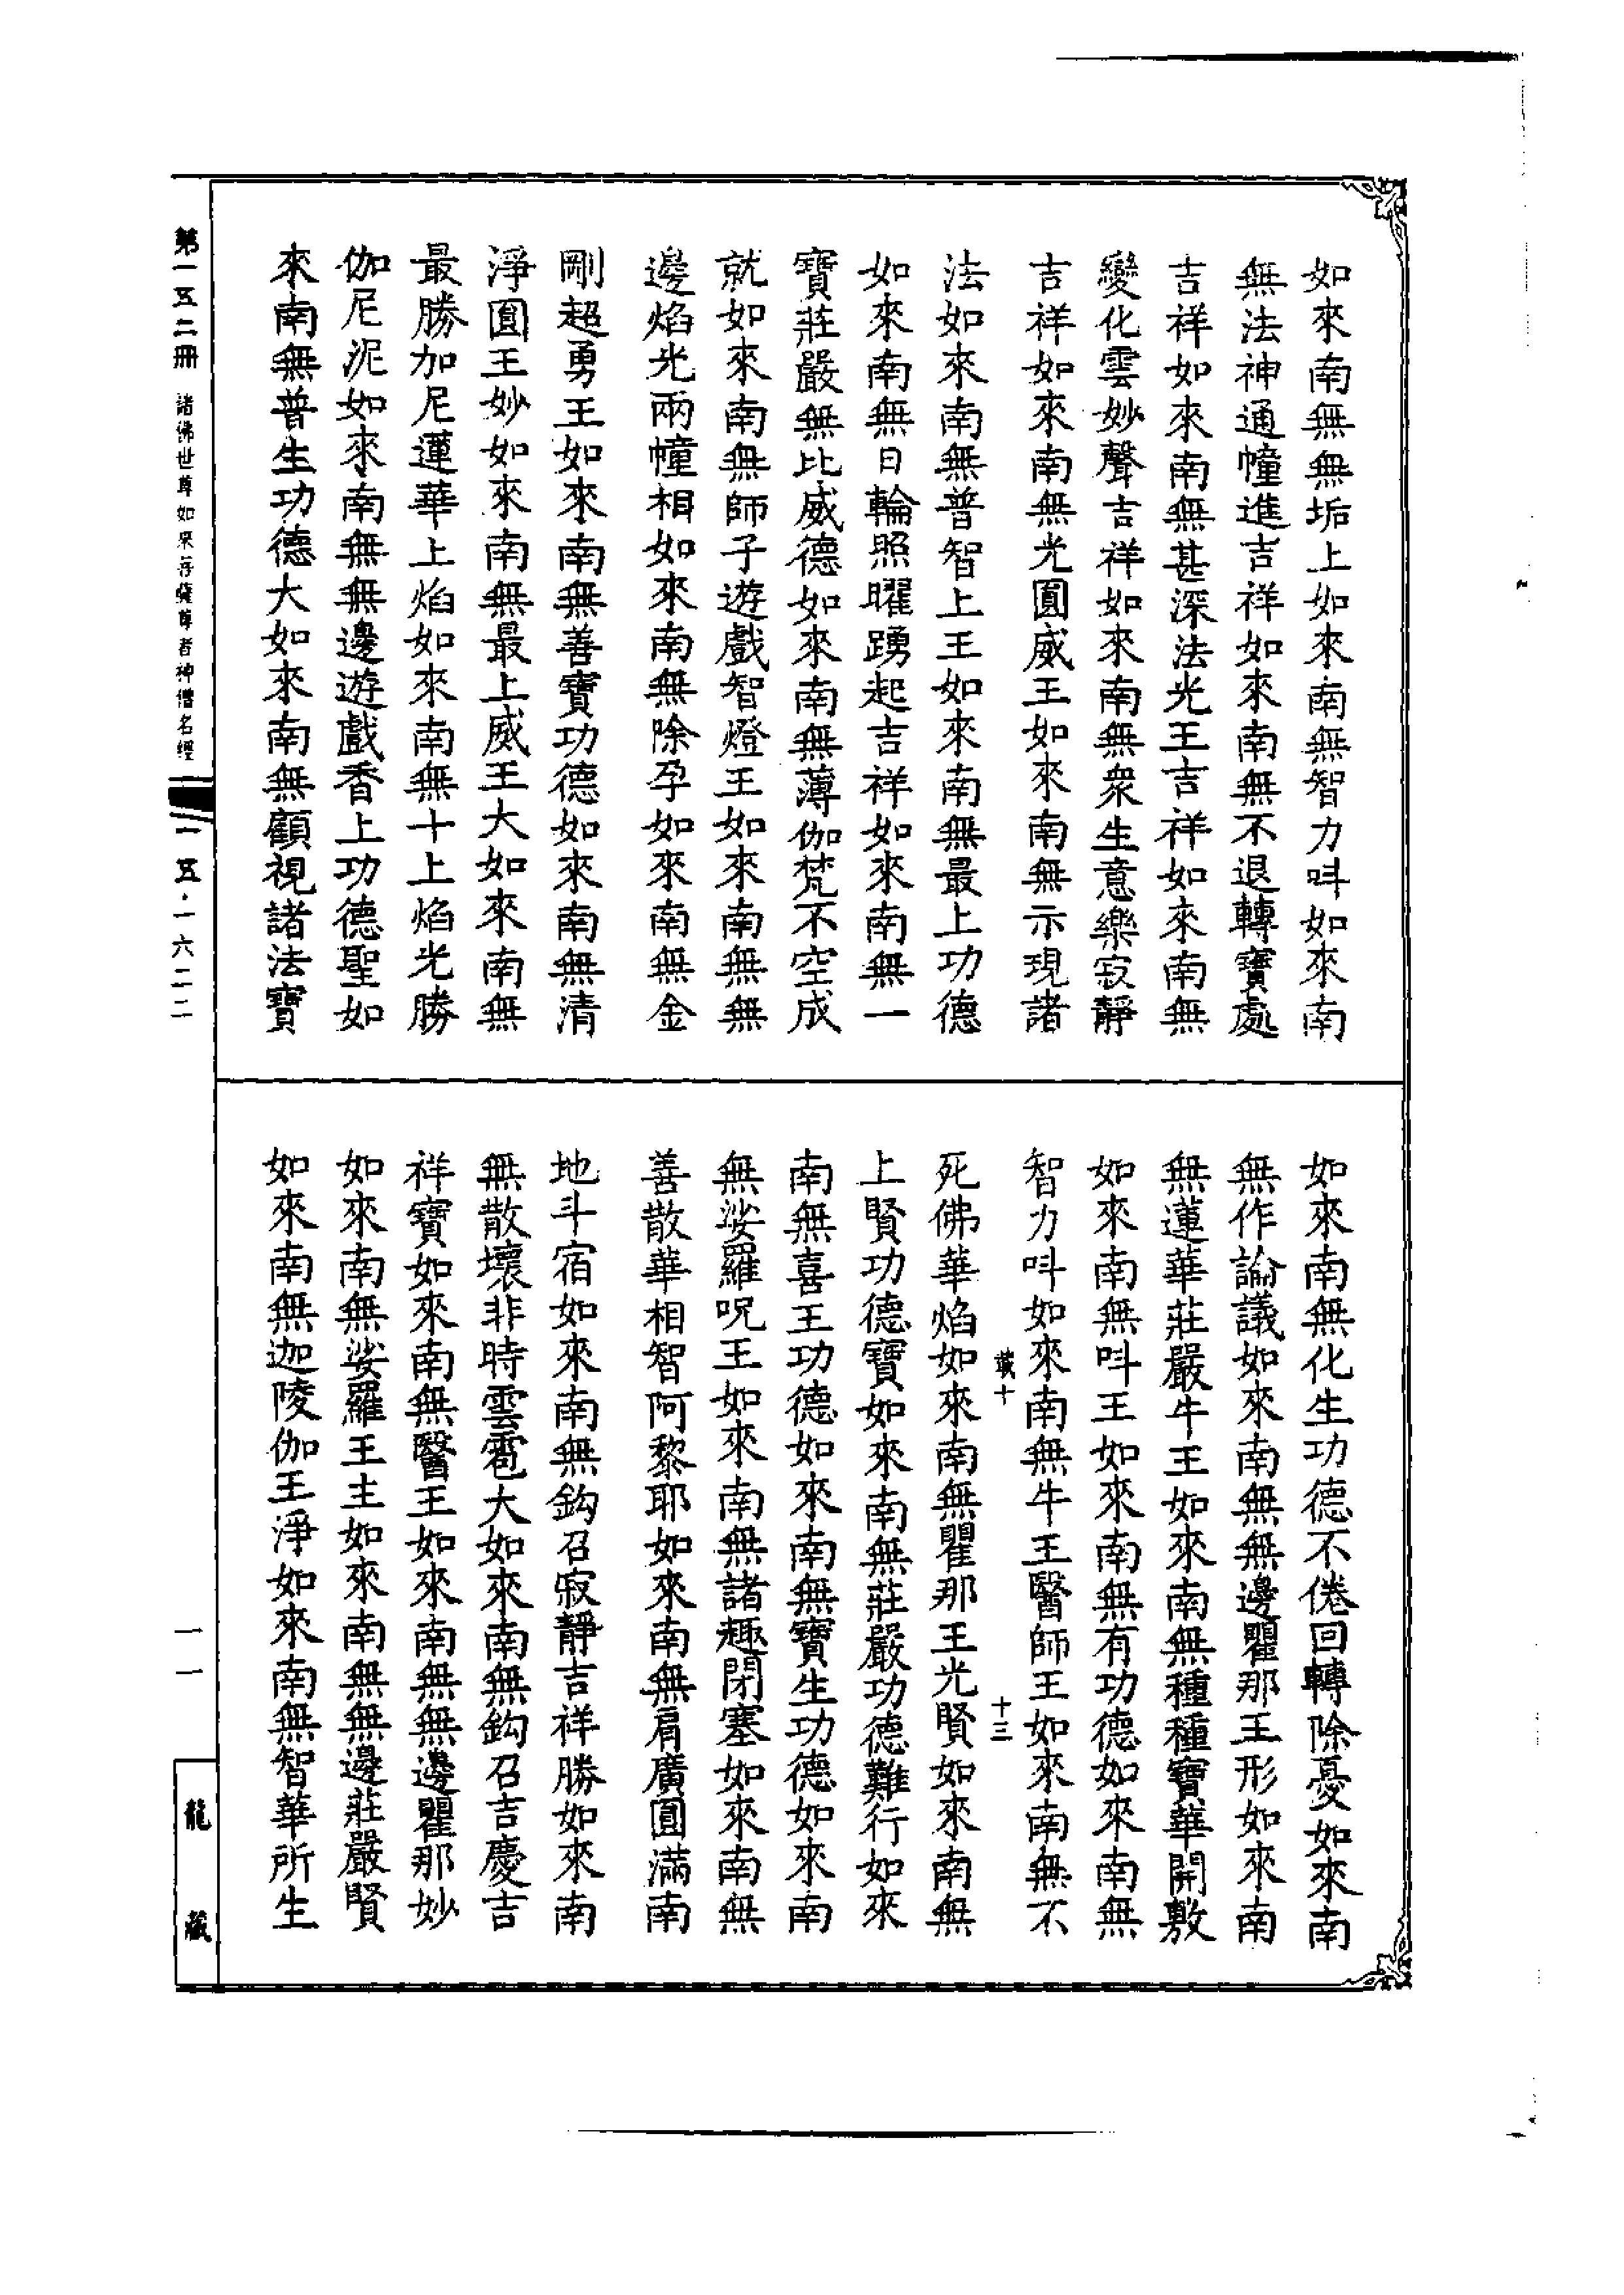 如來南無無垢上如來南無智力呌如來南
無法神通幢進吉祥如來南無不退轉寶處
吉祥如來南無甚深法光王吉祥如來南無
變化雲妙聲吉祥如來南無衆生意樂寂靜
吉祥如來南無光圓威王如來南無示現諸
法如來南無普智上王如來南無最上功德
如來南無日輪照曜踴起吉祥如來南無一
寶莊嚴無比威德如來南無薄伽梵不空成
就如來南無師子遊戲智燈王如來南無無
邊焰光兩幢相如來南無除孕如來南無金
剛超勇王如來南無善寶功德如來南無清
淨圓王妙如來南無最上威王大如來南無
最勝加尼蓮華上焰如來南無十上焰光勝
伽尼泥如來南無無邊遊戲香上功德聖如
來南無普生功德大如來南無顧視諸法寶
如來南無化生功德不倦回轉除憂如來南
無作論議如來南無無邊瞿那王形如來南
無蓮華莊嚴牛王如來南無種種寶華開敷
如來南無呌王如來南無有功德如來南無
智力呌如來南無牛王醫師王如來南無不
載十 十三
死佛華焰如來南無瞿那王光賢如來南無
上賢功德寶如來南無莊嚴功德難行如來
南無喜王功德如來南無寶生功德如來南
無娑羅呪王如來南無諸趣閉塞如來南無
善散華相智阿黎耶如來南無肩廣圓滿南
地斗宿如來南無鈎召寂靜吉祥勝如來南
無散壞非時雲雹大如來南無鈎召吉慶吉
祥寶如來南無醫王如來南無無邊瞿那妙
如來南無娑羅王主如來南無無邊莊嚴賢
如來南無迦陵伽王淨如來南無智華所生
第一五二冊 諸佛世尊如來菩薩尊者神僧名經
一五·一六二二
一一
龍藏